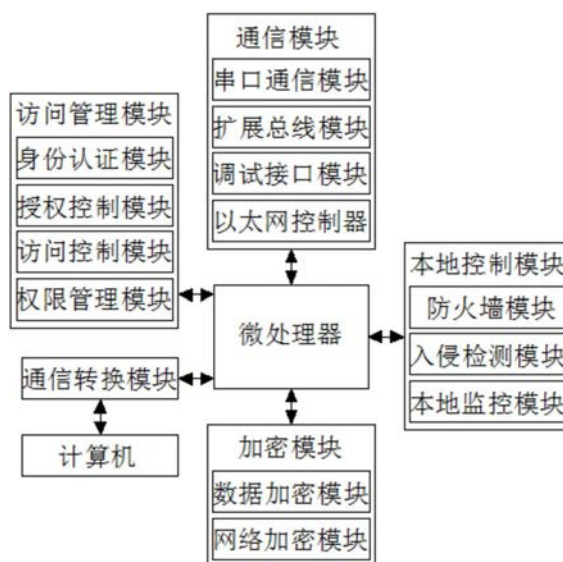 通信模块
串口通信模块
扩展总线模块
调试接口模块
以太网控制器
访问管理模块
身份认证模块
授权控制模块
访问控制模块
权限管理模块
微处理器
本地控制模块
防火墙模块
入侵检测模块
本地监控模块
通信转换模块
计算机
加密模块
数据加密模块
网络加密模块